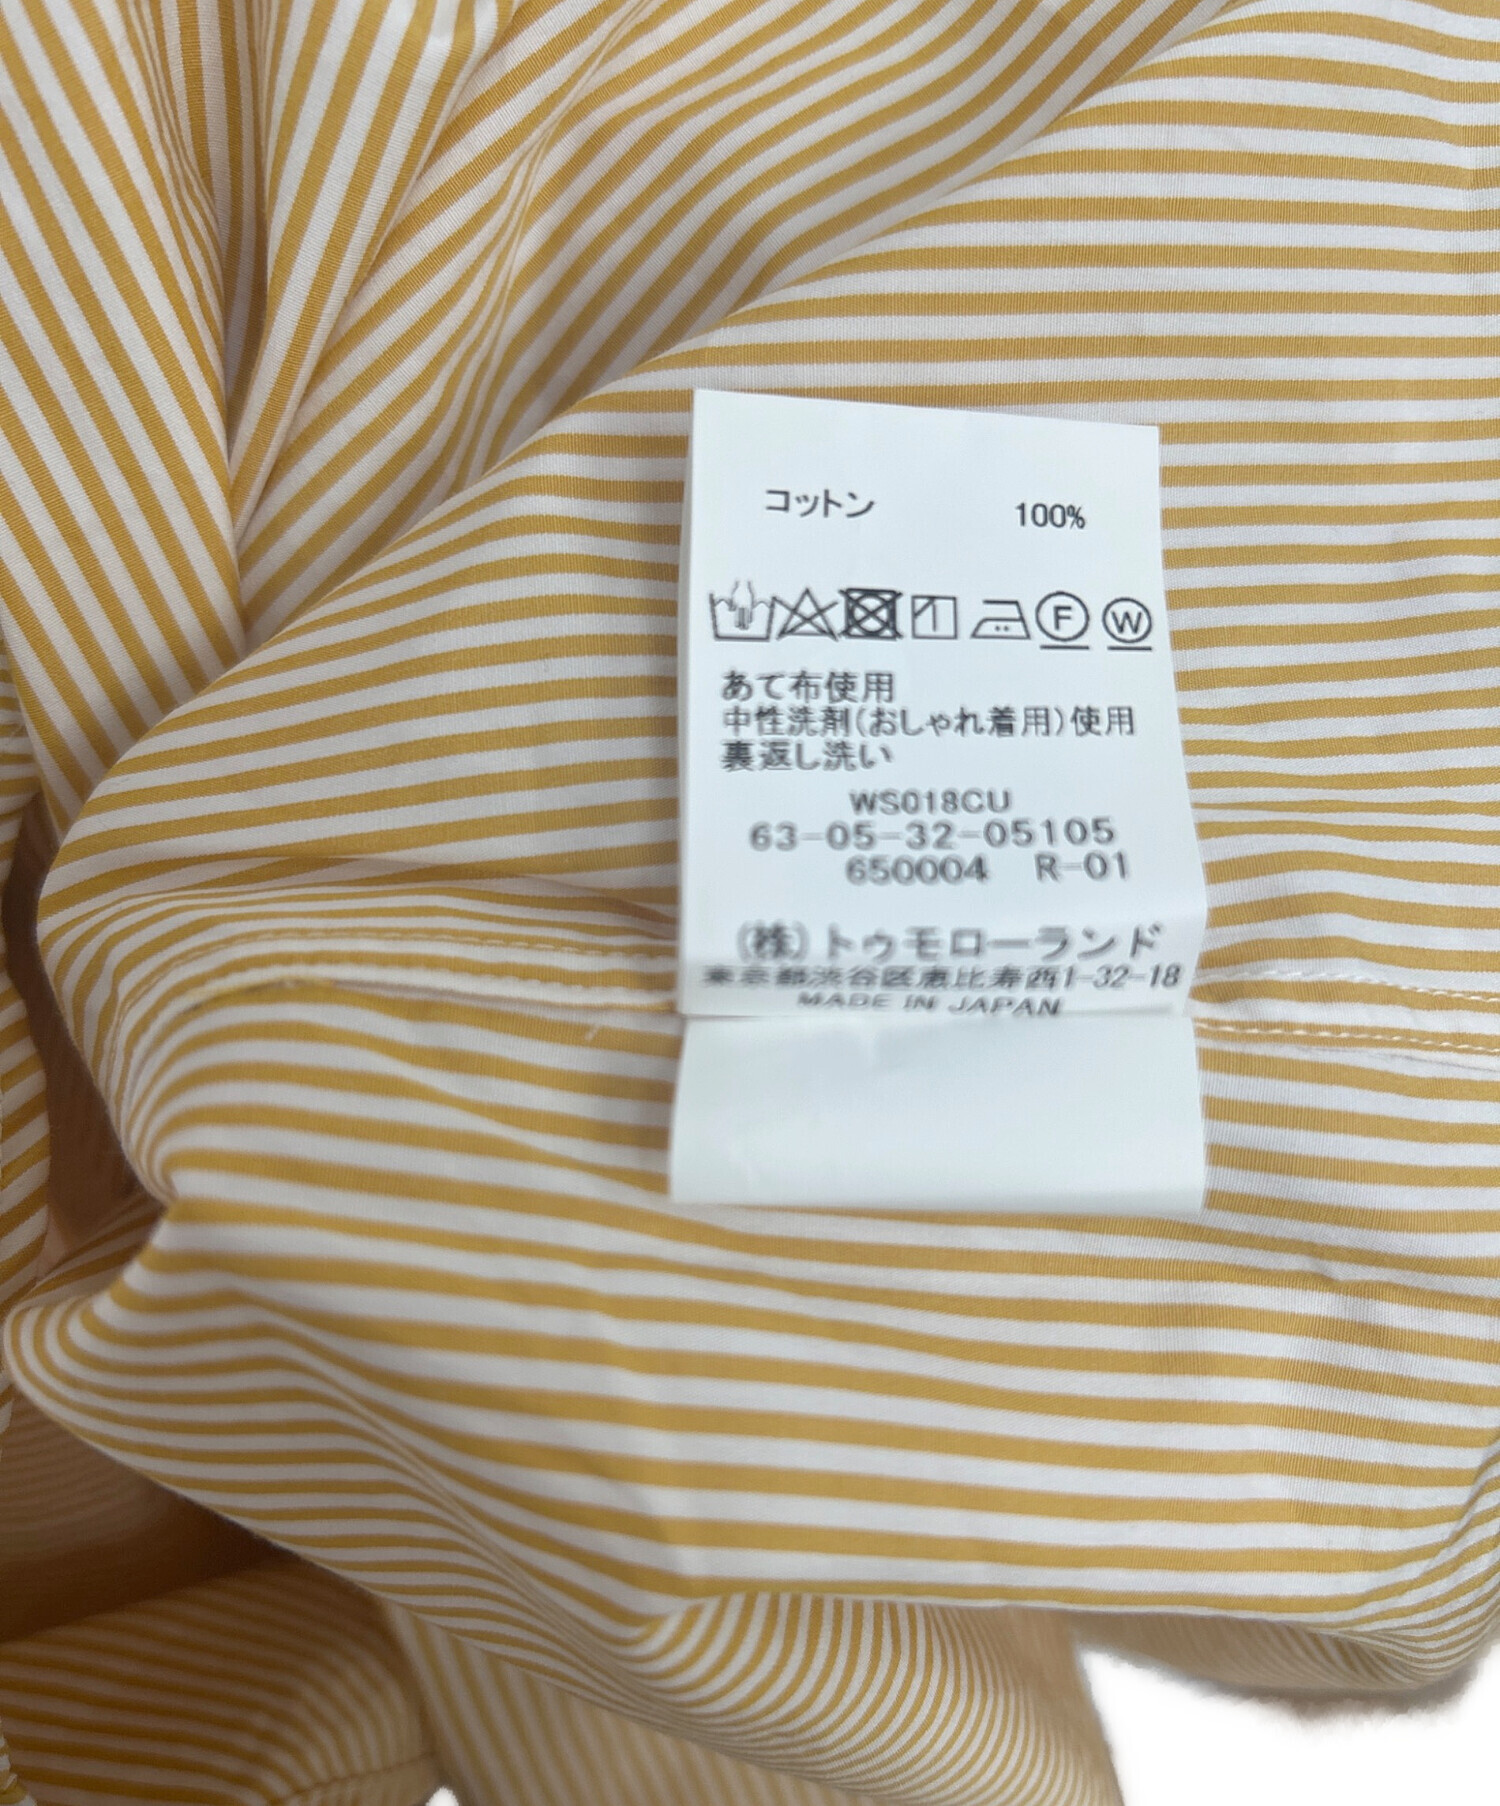 コットン 100%
F W
あて布使用
中性洗剤(おしゃれ着用)使用
裏返し洗い
WS018CU
63-05-32-05105
650004 R-01
(株)トゥモローランド
東京都渋谷区恵比寿西1-32-18
MADE IN JAPAN